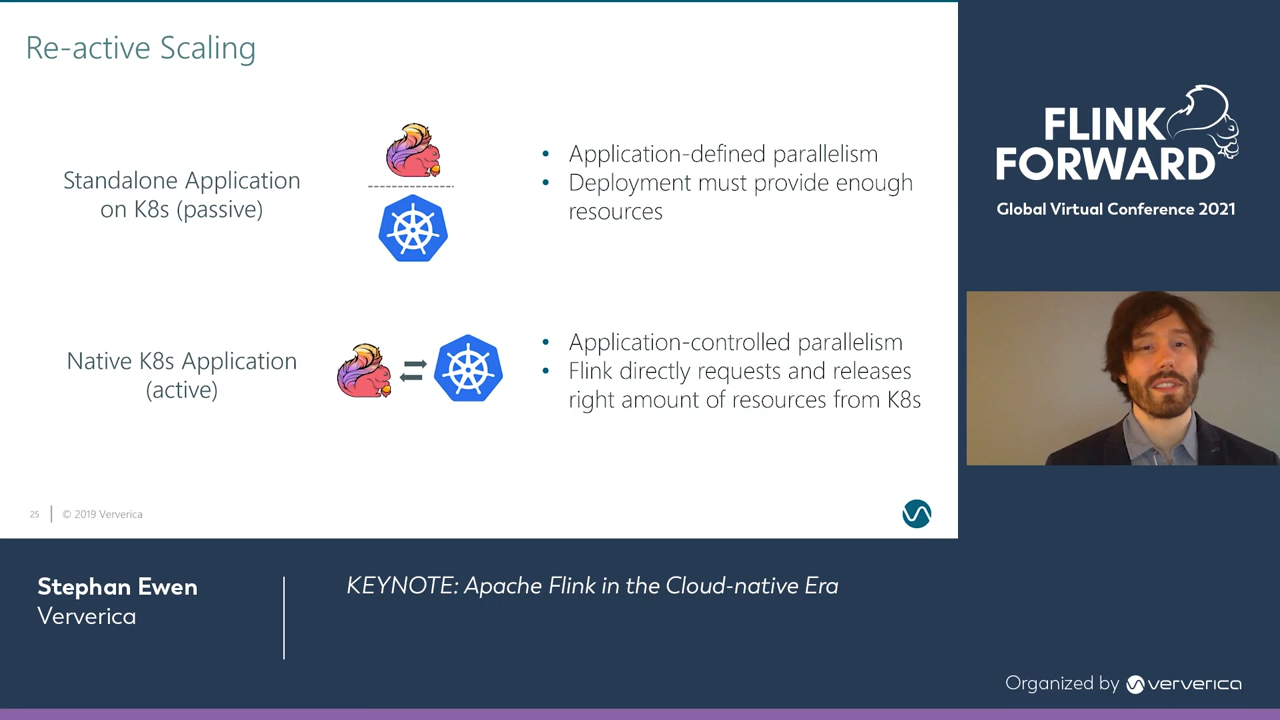 Re-active Scaling
Standalone Application
on K8s (passive)
• Application-defined parallelism
• Deployment must provide enough
resources
Native K8s Application
(active)
• Application-controlled parallelism
• Flink directly requests and releases
right amount of resources from K8s
25 | © 2019 Ververica
FLINK
FORWARD
Global Virtual Conference 2021
Stephan Ewen
Ververica
KEYNOTE: Apache Flink in the Cloud-native Era
Organized by ververica